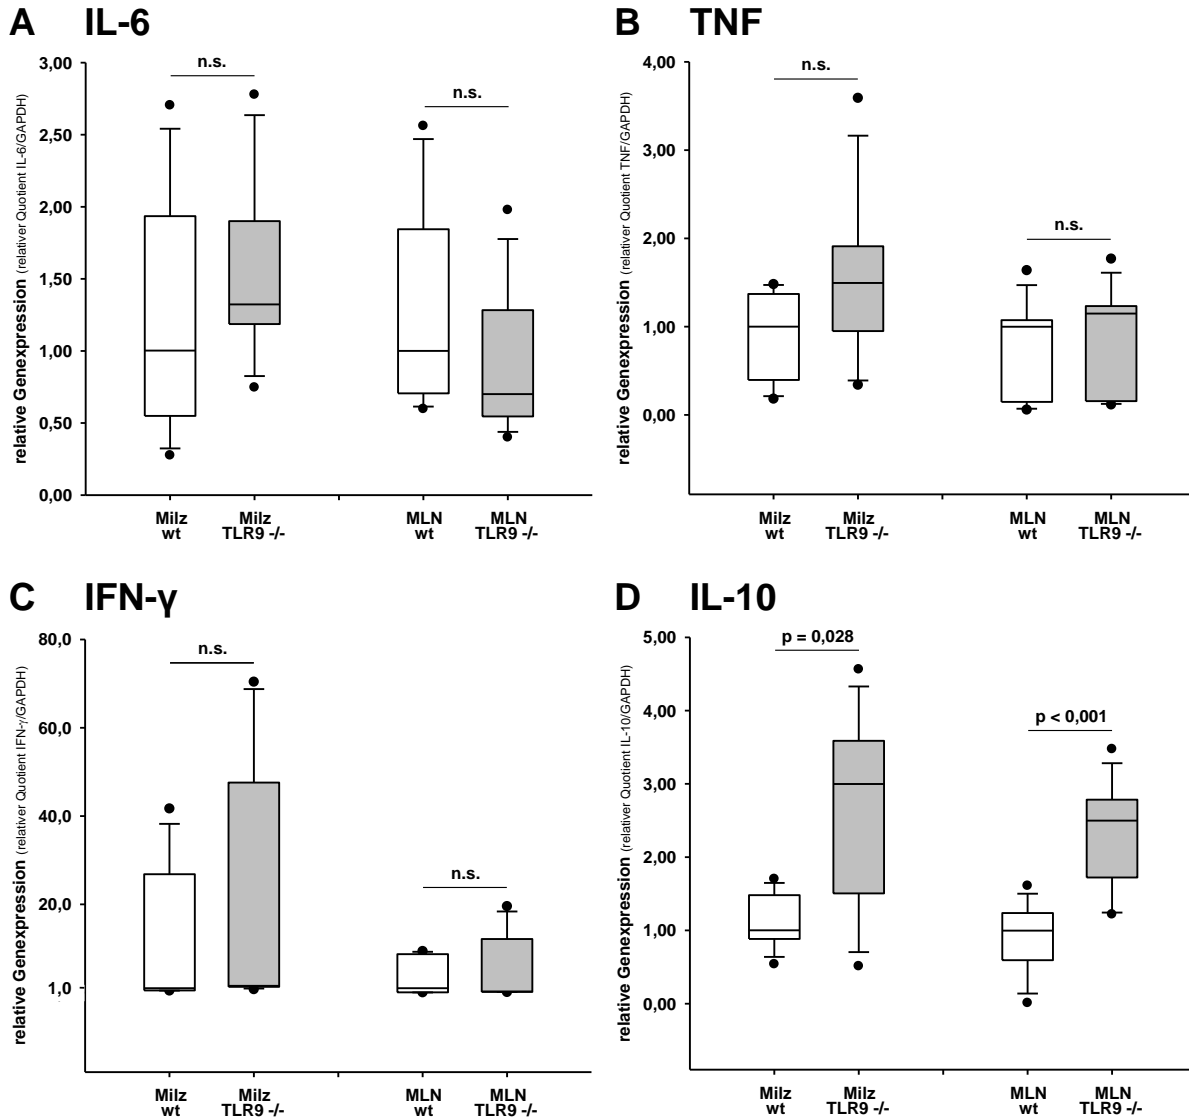 A IL-6
relative Genexpression (relativer Quotient IL-6/GAPDH)
3,00
2,50
2,00
1,50
1,00
0,50
0,00
n.s.
n.s.
Milz
wt
Milz
TLR9 -/-
MLN
wt
MLN
TLR9 -/-
B TNF
relative Genexpression (relativer Quotient TNF/GAPDH)
4,00
3,00
2,00
1,00
0,00
n.s.
n.s.
Milz
wt
Milz
TLR9 -/-
MLN
wt
MLN
TLR9 -/-
C IFN-γ
relative Genexpression (relativer Quotient IFN-γ/GAPDH)
80,0
60,0
40,0
20,0
1,0
n.s.
n.s.
Milz
wt
Milz
TLR9 -/-
MLN
wt
MLN
TLR9 -/-
D IL-10
relative Genexpression (relativer Quotient IL-10/GAPDH)
5,00
4,00
3,00
2,00
1,00
0,00
p = 0,028
p < 0,001
Milz
wt
Milz
TLR9 -/-
MLN
wt
MLN
TLR9 -/-